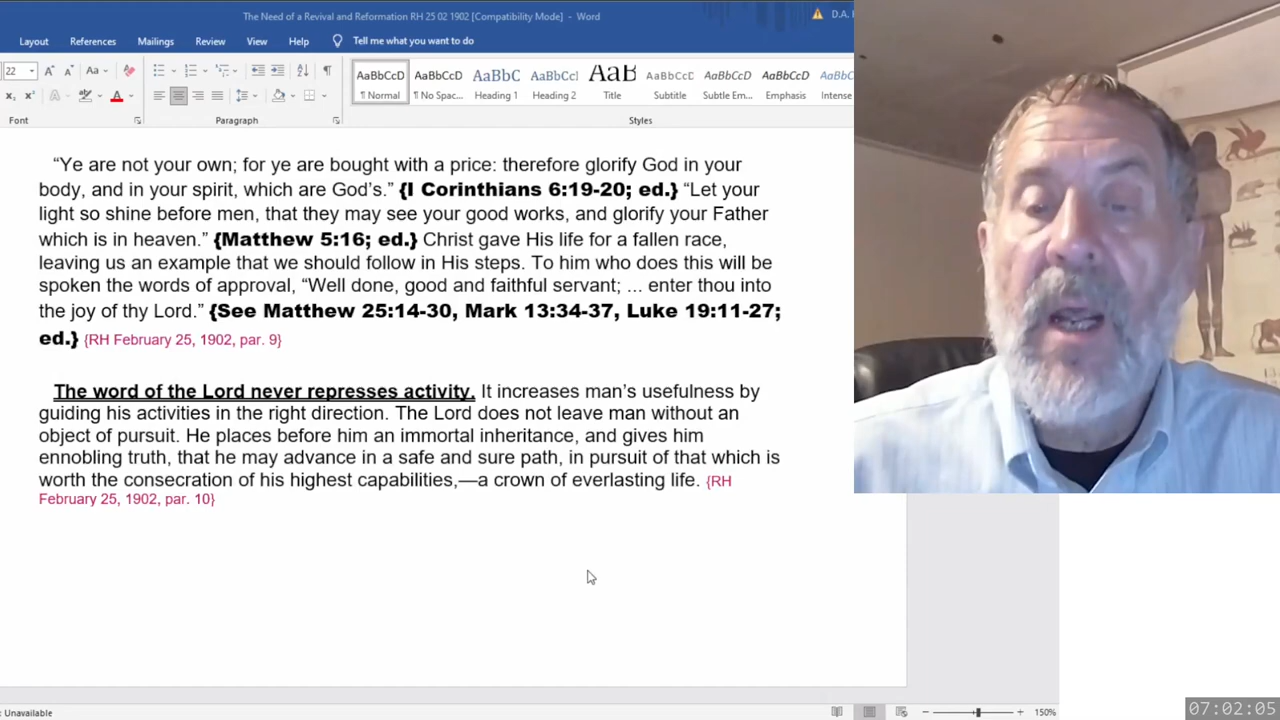 The Need of a Revival and Reformation RH 25 02 1902 [Compatibility Mode] - Word
D.A.
Layout References Mailings Review View Help Tell me what you want to do
22 Aa
AaBbCcD AaBbCcD AaBbC AaBbCcI AaB AaBbCcD AaBbCcD AaBbCcD AaBbC
¶ Normal ¶ No Spac... Heading 1 Heading 2 Title Subtitle Subtle Em... Emphasis Intense
Font Paragraph Styles
“Ye are not your own; for ye are bought with a price: therefore glorify God in your
body, and in your spirit, which are God’s.” {I Corinthians 6:19-20; ed.} “Let your
light so shine before men, that they may see your good works, and glorify your Father
which is in heaven.” {Matthew 5:16; ed.} Christ gave His life for a fallen race,
leaving us an example that we should follow in His steps. To him who does this will be
spoken the words of approval, “Well done, good and faithful servant; ... enter thou into
the joy of thy Lord.” {See Matthew 25:14-30, Mark 13:34-37, Luke 19:11-27;
ed.} {RH February 25, 1902, par. 9}
The word of the Lord never represses activity. It increases man’s usefulness by
guiding his activities in the right direction. The Lord does not leave man without an
object of pursuit. He places before him an immortal inheritance, and gives him
ennobling truth, that he may advance in a safe and sure path, in pursuit of that which is
worth the consecration of his highest capabilities,—a crown of everlasting life. {RH
February 25, 1902, par. 10}
: Unavailable
150%
07:02:05